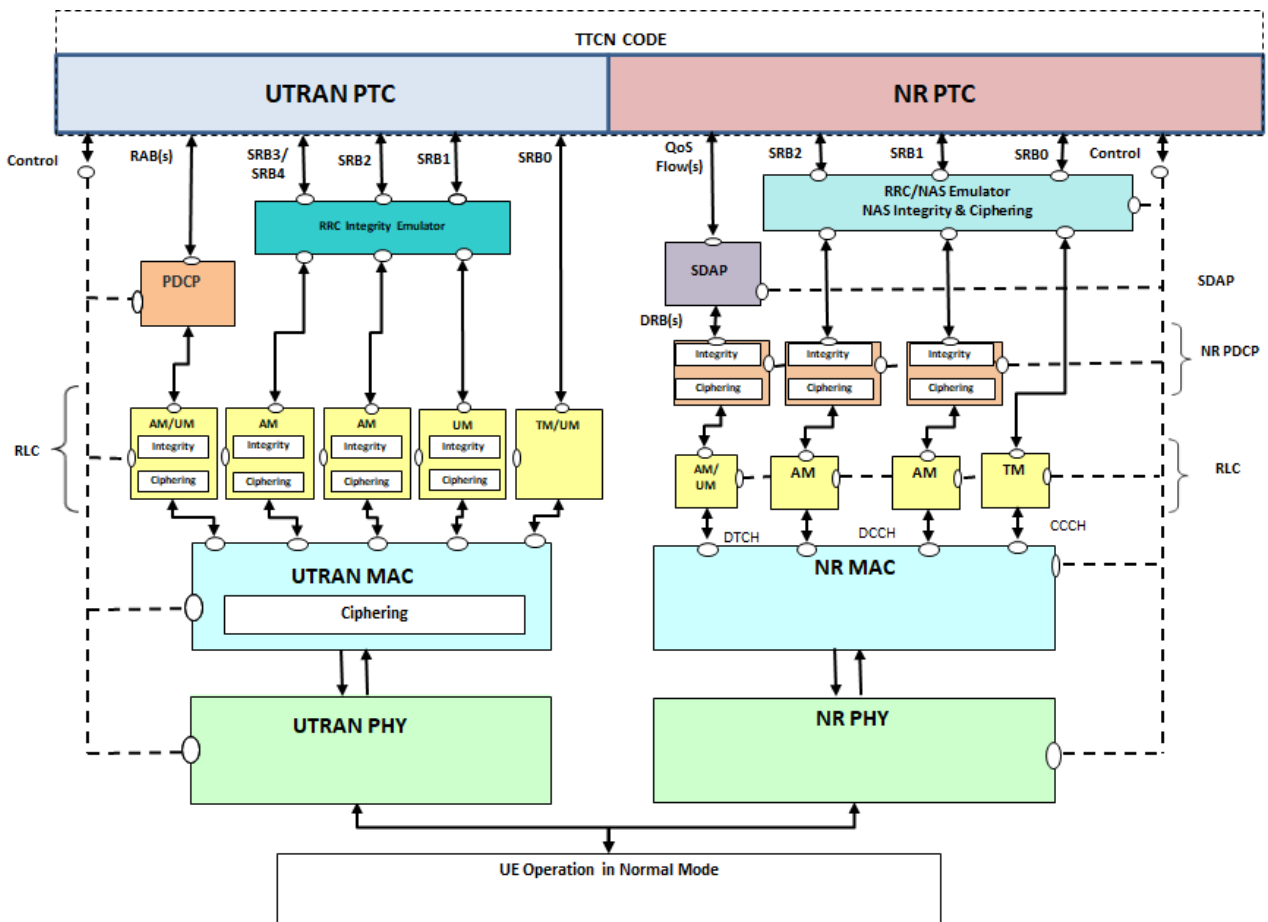 TTCN CODE
UTRAN PTC
NR PTC
Control
RAB(s)
SRB3/
SRB4
SRB2
SRB1
SRB0
QoS
Flow(s)
SRB2
SRB1
SRB0
Control
RRC Integrity Emulator
RRC/NAS Emulator
NAS Integrity & Ciphering
PDCP
SDAP
SDAP
DRB(s)
Integrity
Ciphering
Integrity
Ciphering
Integrity
Ciphering
NR PDCP
RLC
AM/UM
Integrity
Ciphering
AM
Integrity
Ciphering
AM
Integrity
Ciphering
UM
Integrity
Ciphering
TM/UM
AM/
UM
AM
AM
TM
RLC
DTCH
DCCH
CCCH
UTRAN MAC
Ciphering
NR MAC
UTRAN PHY
NR PHY
UE Operation in Normal Mode